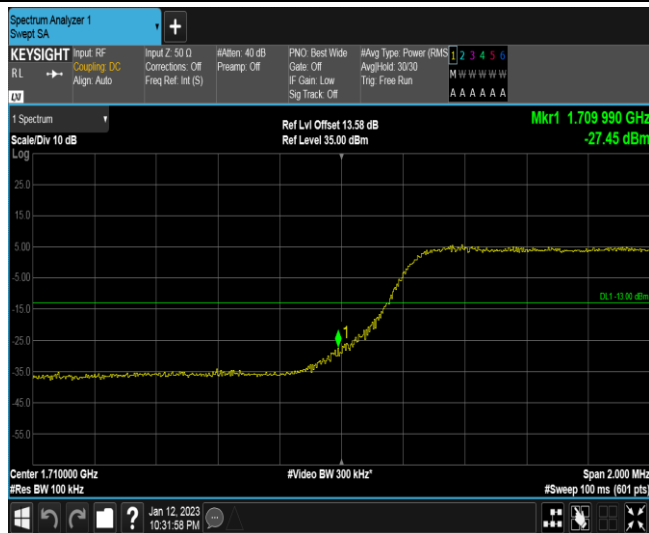 Spectrum Analyzer 1
Swept SA
+
KEYSIGHT
RL
Input: RF
Coupling: DC
Align: Auto
Input Z: 50 Ω
Corrections: Off
Freq Ref: Int (S)
#Atten: 40 dB
Preamp: Off
PNO: Best Wide
Gate: Off
IF Gain: Low
Sig Track: Off
#Avg Type: Power (RMS
Avg|Hold: 30/30
Trig: Free Run
1 2 3 4 5 6
M W W W W W
A A A A A A
1 Spectrum
Scale/Div 10 dB
Log
Ref Lvl Offset 13.58 dB
Ref Level 35.00 dBm
Mkr1 1.709 990 GHz
-27.45 dBm
25.0
15.0
5.00
-5.00
-15.0
-25.0
-35.0
-45.0
-55.0
DL1 -13.00 dBm
1
Center 1.710000 GHz
#Res BW 100 kHz
#Video BW 300 kHz*
Span 2.000 MHz
#Sweep 100 ms (601 pts)
?
Jan 12, 2023
10:31:58 PM